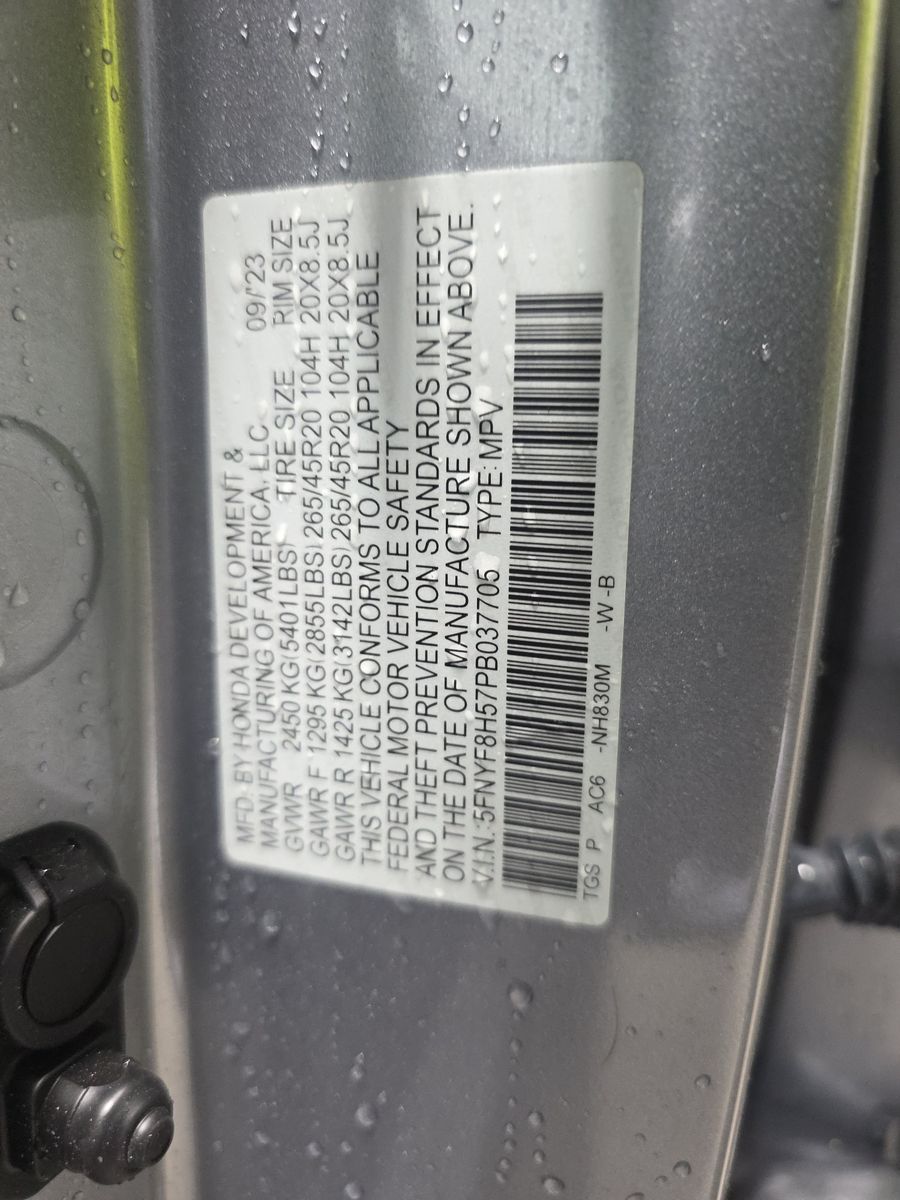 MFD. BY HONDA DEVELOPMENT &
MANUFACTURING OF AMERICA, LLC. 09/'23
GVWR 2450 KG(5401LBS) TIRE SIZE RIM SIZE
GAWR F 1295 KG(2855LBS) 265/45R20 104H 20X8.5J
GAWR R 1425 KG(3142LBS) 265/45R20 104H 20X8.5J
THIS VEHICLE CONFORMS TO ALL APPLICABLE
FEDERAL MOTOR VEHICLE SAFETY
AND THEFT PREVENTION STANDARDS IN EFFECT
ON THE DATE OF MANUFACTURE SHOWN ABOVE.
V.I.N.:5FNYF8H57PB037705 TYPE: MPV
TGS P AC6 -NH830M -W -B